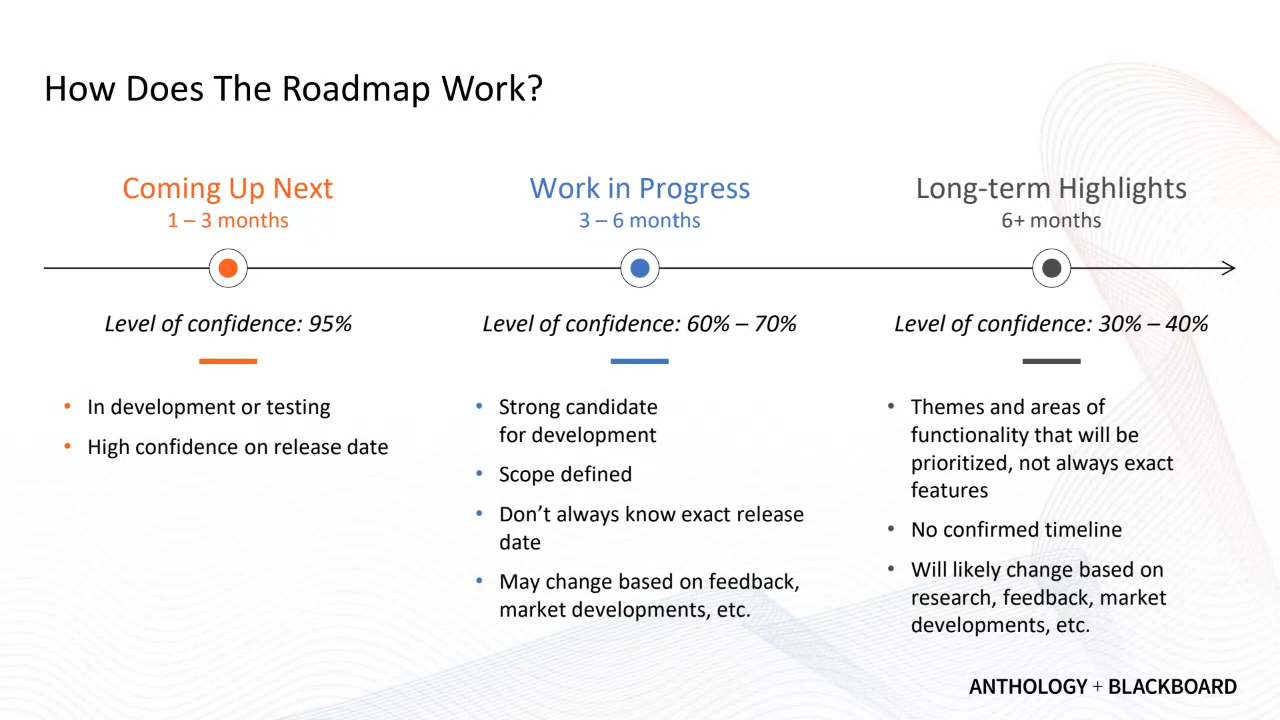 How Does The Roadmap Work?
Coming Up Next
1 – 3 months
Level of confidence: 95%
• In development or testing
• High confidence on release date
Work in Progress
3 – 6 months
Level of confidence: 60% – 70%
• Strong candidate
for development
• Scope defined
• Don’t always know exact release
date
• May change based on feedback,
market developments, etc.
Long-term Highlights
6+ months
Level of confidence: 30% – 40%
• Themes and areas of
functionality that will be
prioritized, not always exact
features
• No confirmed timeline
• Will likely change based on
research, feedback, market
developments, etc.
ANTHOLOGY + BLACKBOARD